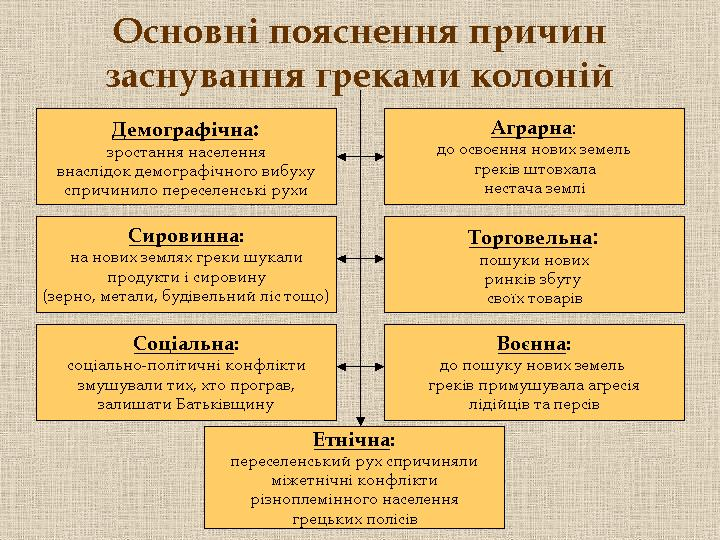 Основні пояснення причин
заснування греками колоній
Демографічна:
зростання населення
внаслідок демографічного вибуху
спричинило переселенські рухи
Аграрна:
до освоєння нових земель
греків штовхала
нестача землі
Сировинна:
на нових землях греки шукали
продукти і сировину
(зерно, метали, будівельний ліс тощо)
Торговельна:
пошуки нових
ринків збуту
своїх товарів
Соціальна:
соціально-політичні конфлікти
змушували тих, хто програв,
залишати Батьківщину
Воєнна:
до пошуку нових земель
греків примушувала агресія
лідійців та персів
Етнічна:
переселенський рух спричиняли
міжетнічні конфлікти
різноплемінного населення
грецьких полісів